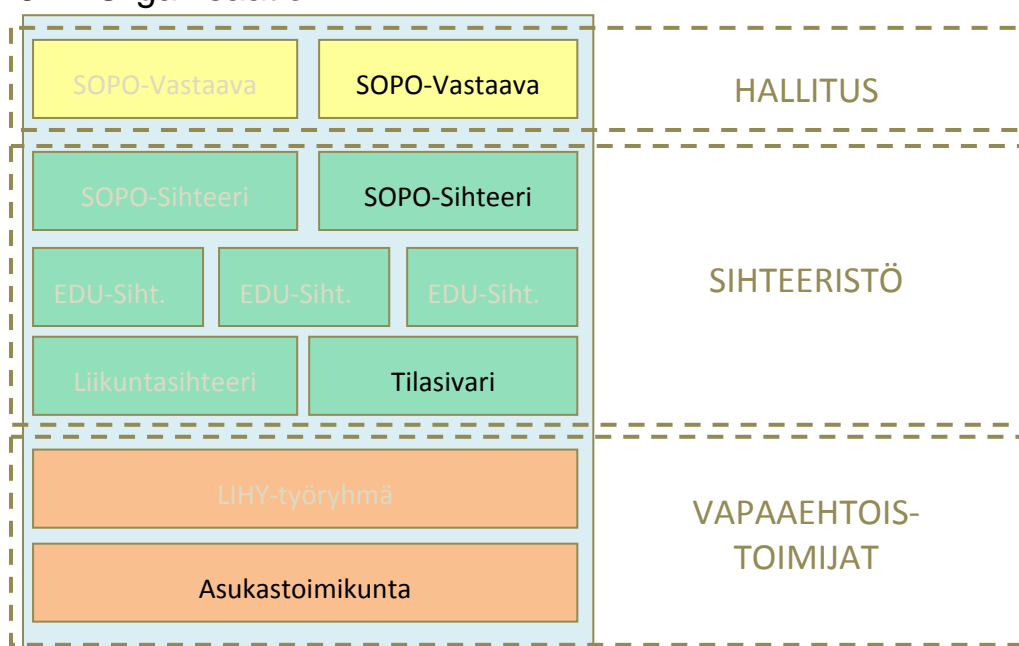 SOPO-Vastaava SOPO-Vastaava
HALLITUS
SOPO-Sihteeri SOPO-Sihteeri
EDU-Siht. EDU-Siht. EDU-Siht.
SIHTEERISTÖ
Liikuntasihteeri Tilasivari
LIHY-työryhmä
VAPAAEHTOIS-
TOIMIJAT
Asukastoimikunta